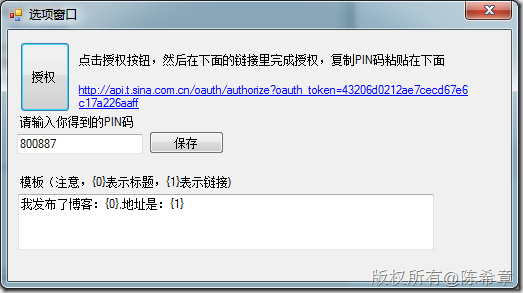 选项窗口
授权
点击授权按钮，然后在下面的链接里完成授权，复制PIN码粘贴在下面
http://api.t.sina.com.cn/oauth/authorize?oauth_token=43206d0212ae7cecd67e6
c17a226aaff
请输入你得到的PIN码
800887
保存
模板（注意，{0}表示标题，{1}表示链接)
我发布了博客：{0}.地址是：{1}
版权所有@陈希章